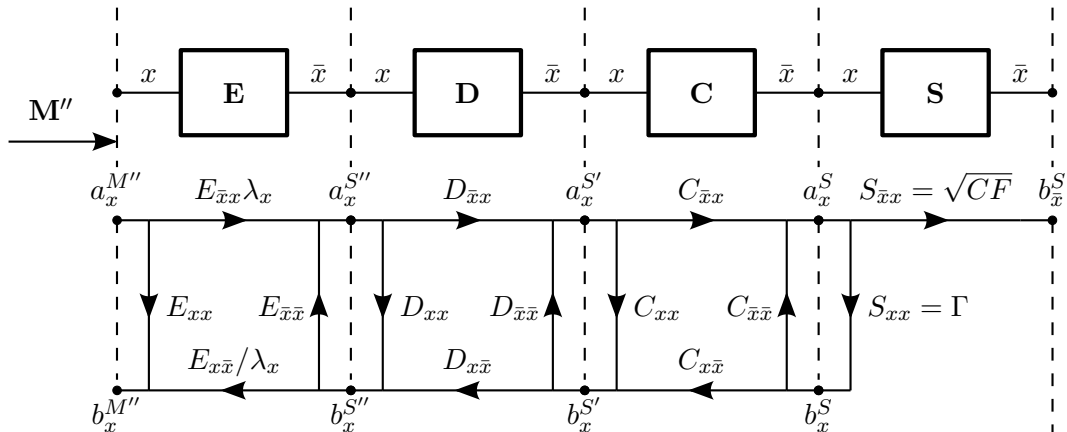 x E x̄ x D x̄ x C x̄ x S x̄
M″
a_x^{M″} E_{x̄x}λ_x a_x^{S″} D_{x̄x} a_x^{S′} C_{x̄x} a_x^S S_{x̄x} = √CF b_{x̄}^S
E_{xx} E_{x̄x̄} D_{xx} D_{x̄x̄} C_{xx} C_{x̄x̄} S_{xx} = Γ
E_{xx̄}/λ_x D_{xx̄} C_{xx̄}
b_x^{M″} b_x^{S″} b_x^{S′} b_x^S